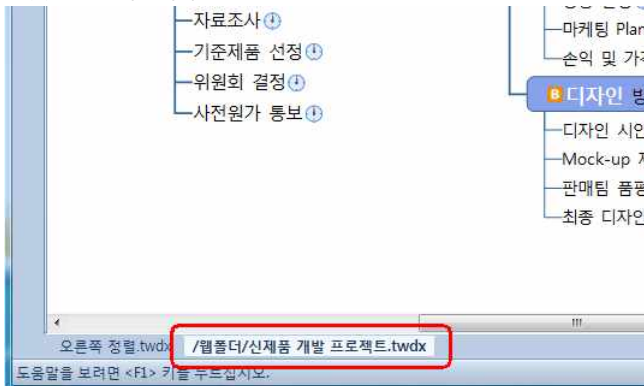 자료조사
기준제품 선정
위원회 결정
사전원가 통보
마케팅 Plan
손익 및
B 디자인
디자인 시안
Mock-up
판매팀 품평
최종 디자인
오른쪽 정렬.twdx /웹폴더/신제품 개발 프로젝트.twdx
도움말을 보려면 <F1> 키를 누르십시오.